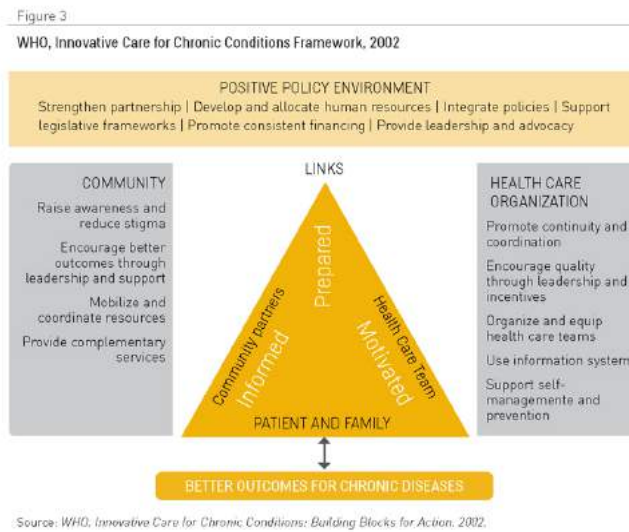 Figure 3
WHO, Innovative Care for Chronic Conditions Framework, 2002
POSITIVE POLICY ENVIRONMENT
Strengthen partnership | Develop and allocate human resources | Integrate policies | Support
legislative frameworks | Promote consistent financing | Provide leadership and advocacy
LINKS
COMMUNITY
Raise awareness and
reduce stigma
Encourage better
outcomes through
leadership and support
Mobilize and
coordinate resources
Provide complementary
services
Community partners
Informed
Prepared
Motivated
Health Care Team
PATIENT AND FAMILY
HEALTH CARE
ORGANIZATION
Promote continuity and
coordination
Encourage quality
through leadership and
incentives
Organize and equip
health care teams
Use information system
Support self-
managemente and
prevention
BETTER OUTCOMES FOR CHRONIC DISEASES
Source: WHO, Innovative Care for Chronic Conditions: Building Blocks for Action, 2002.